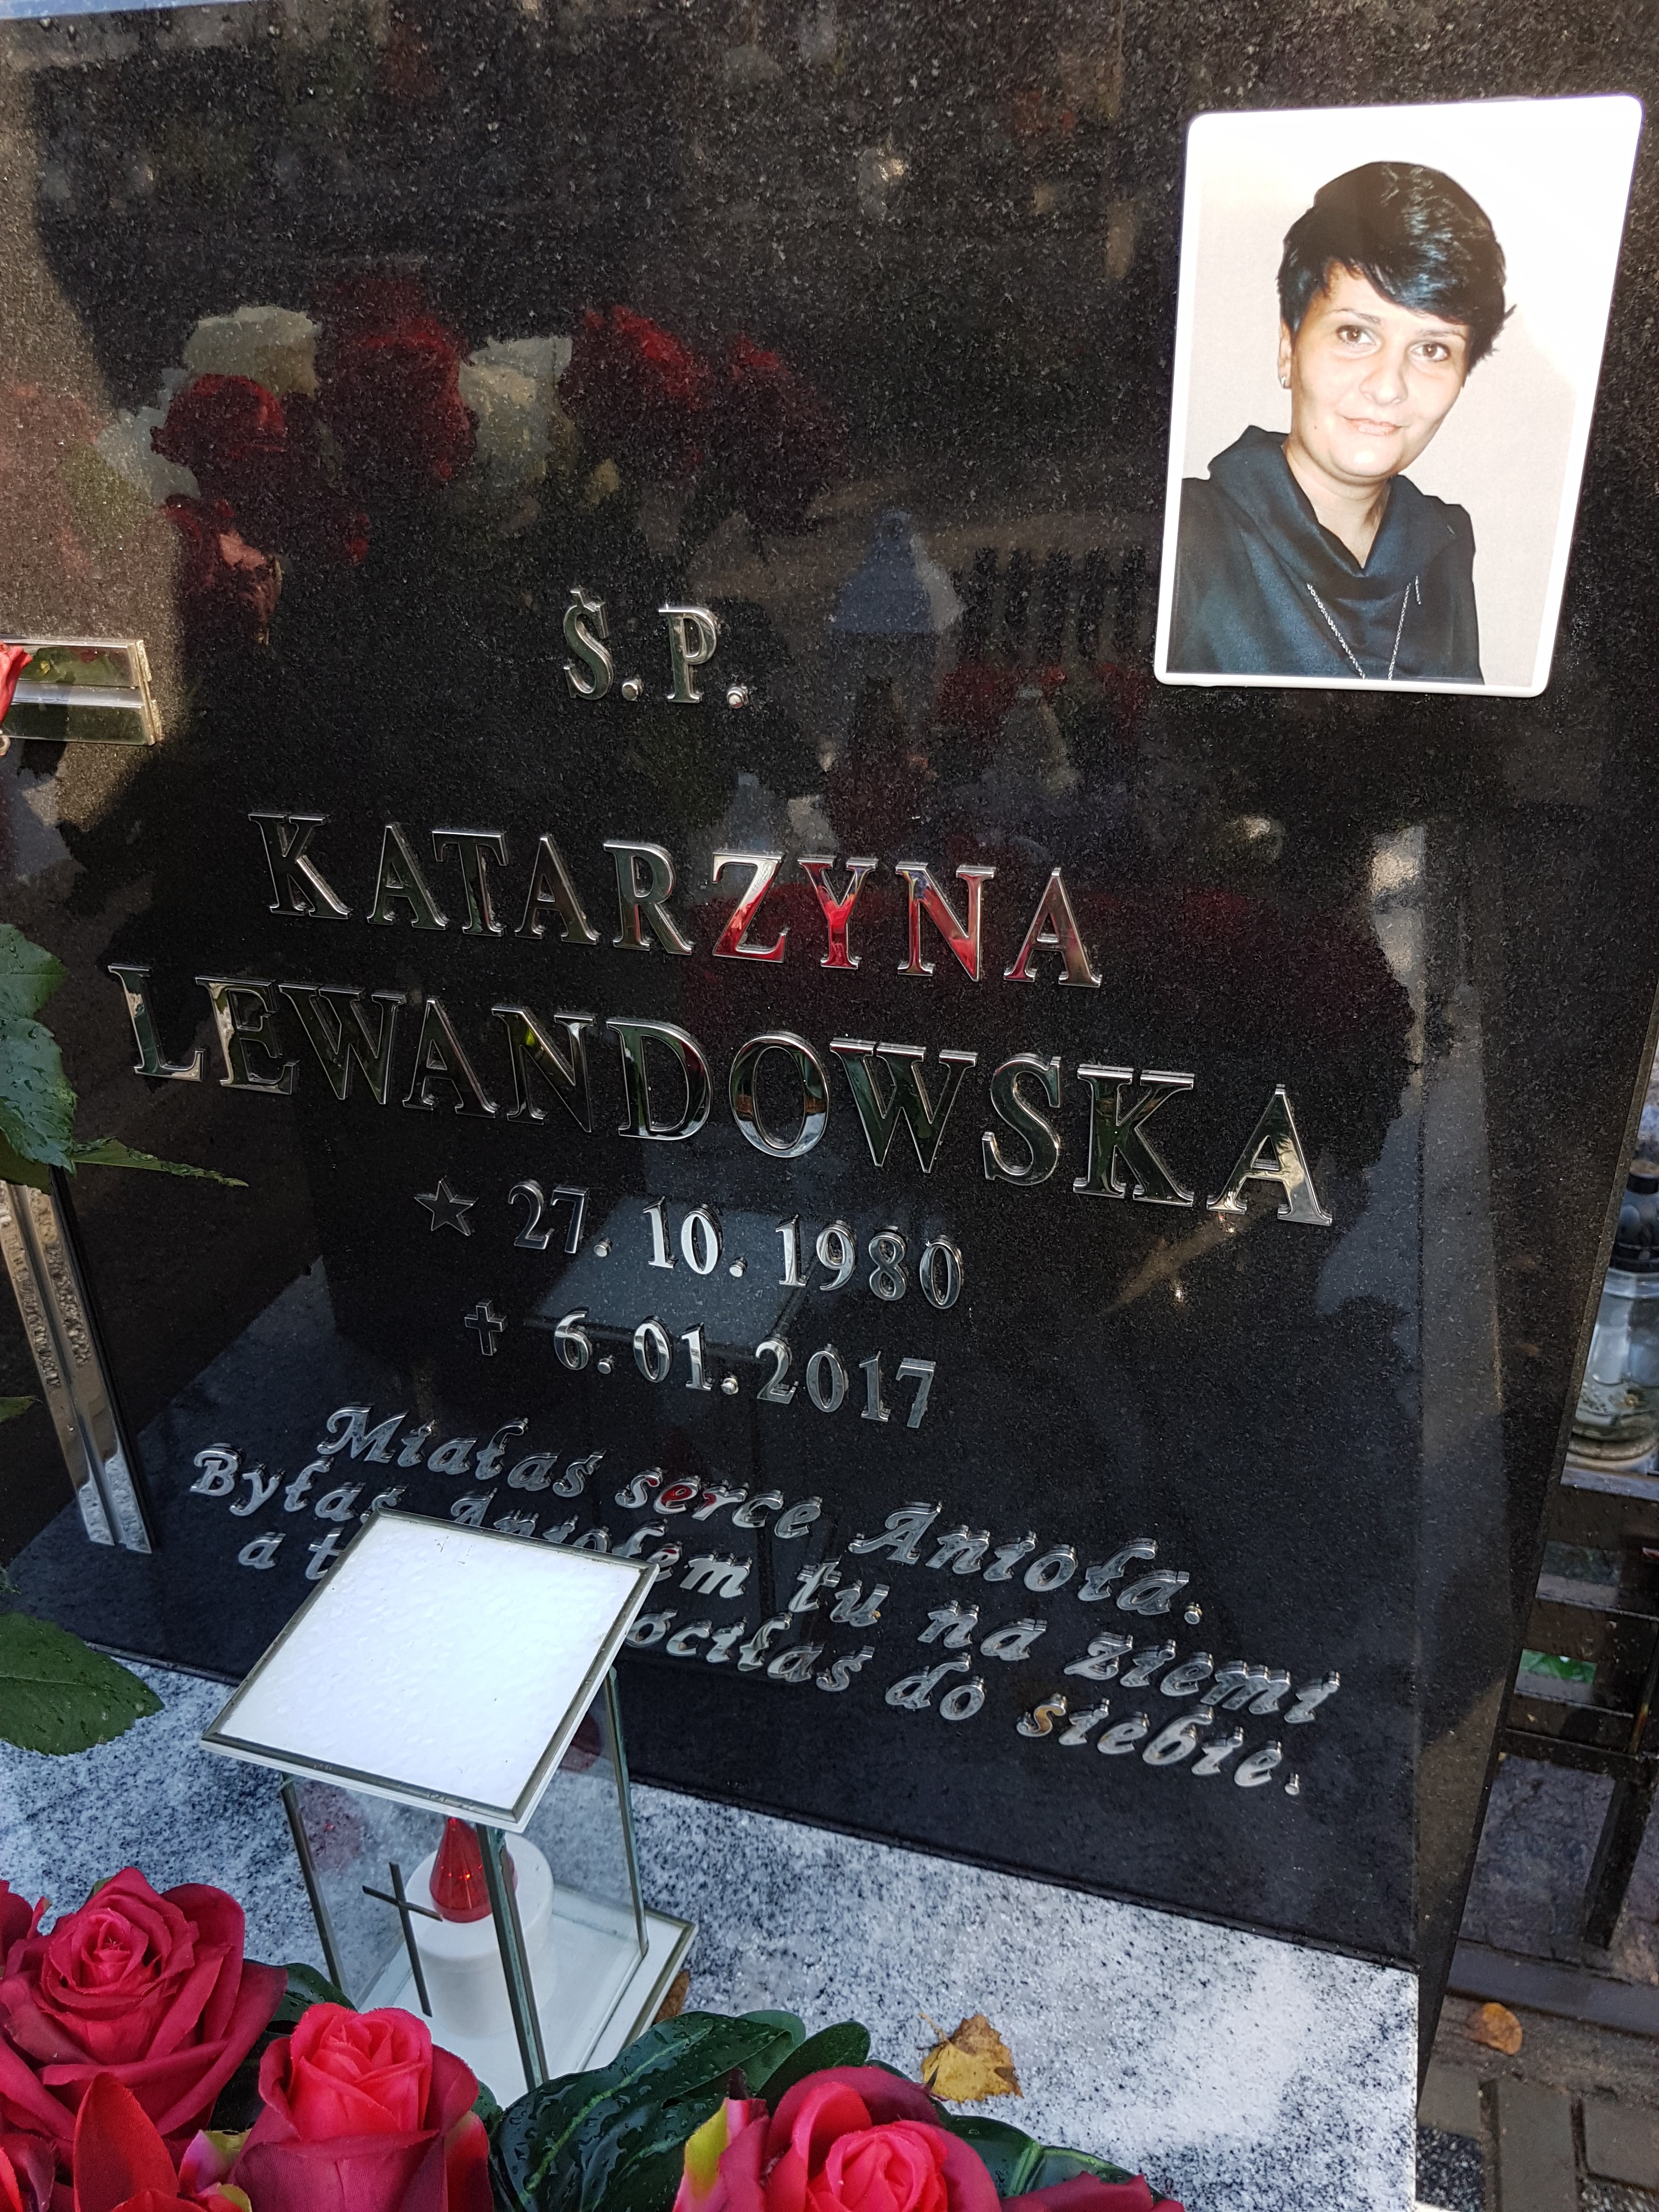 Ś.P.
KATARZYNA
LEWANDOWSKA
27.10.1980
6.01.2017
Miałaś serce Anioła.
Byłaś Aniołem tu na ziemi
a do siebie.